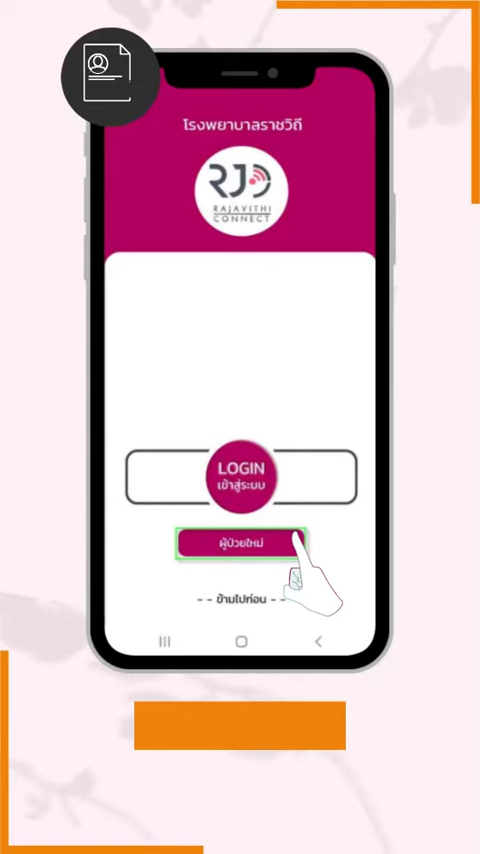 โรงพยาบาลราชวิถี
RJ
RAJAVITHI
CONNECT
LOGIN
เข้าสู่ระบบ
ผู้ป่วยใหม่
- - ข้ามไปก่อน - -